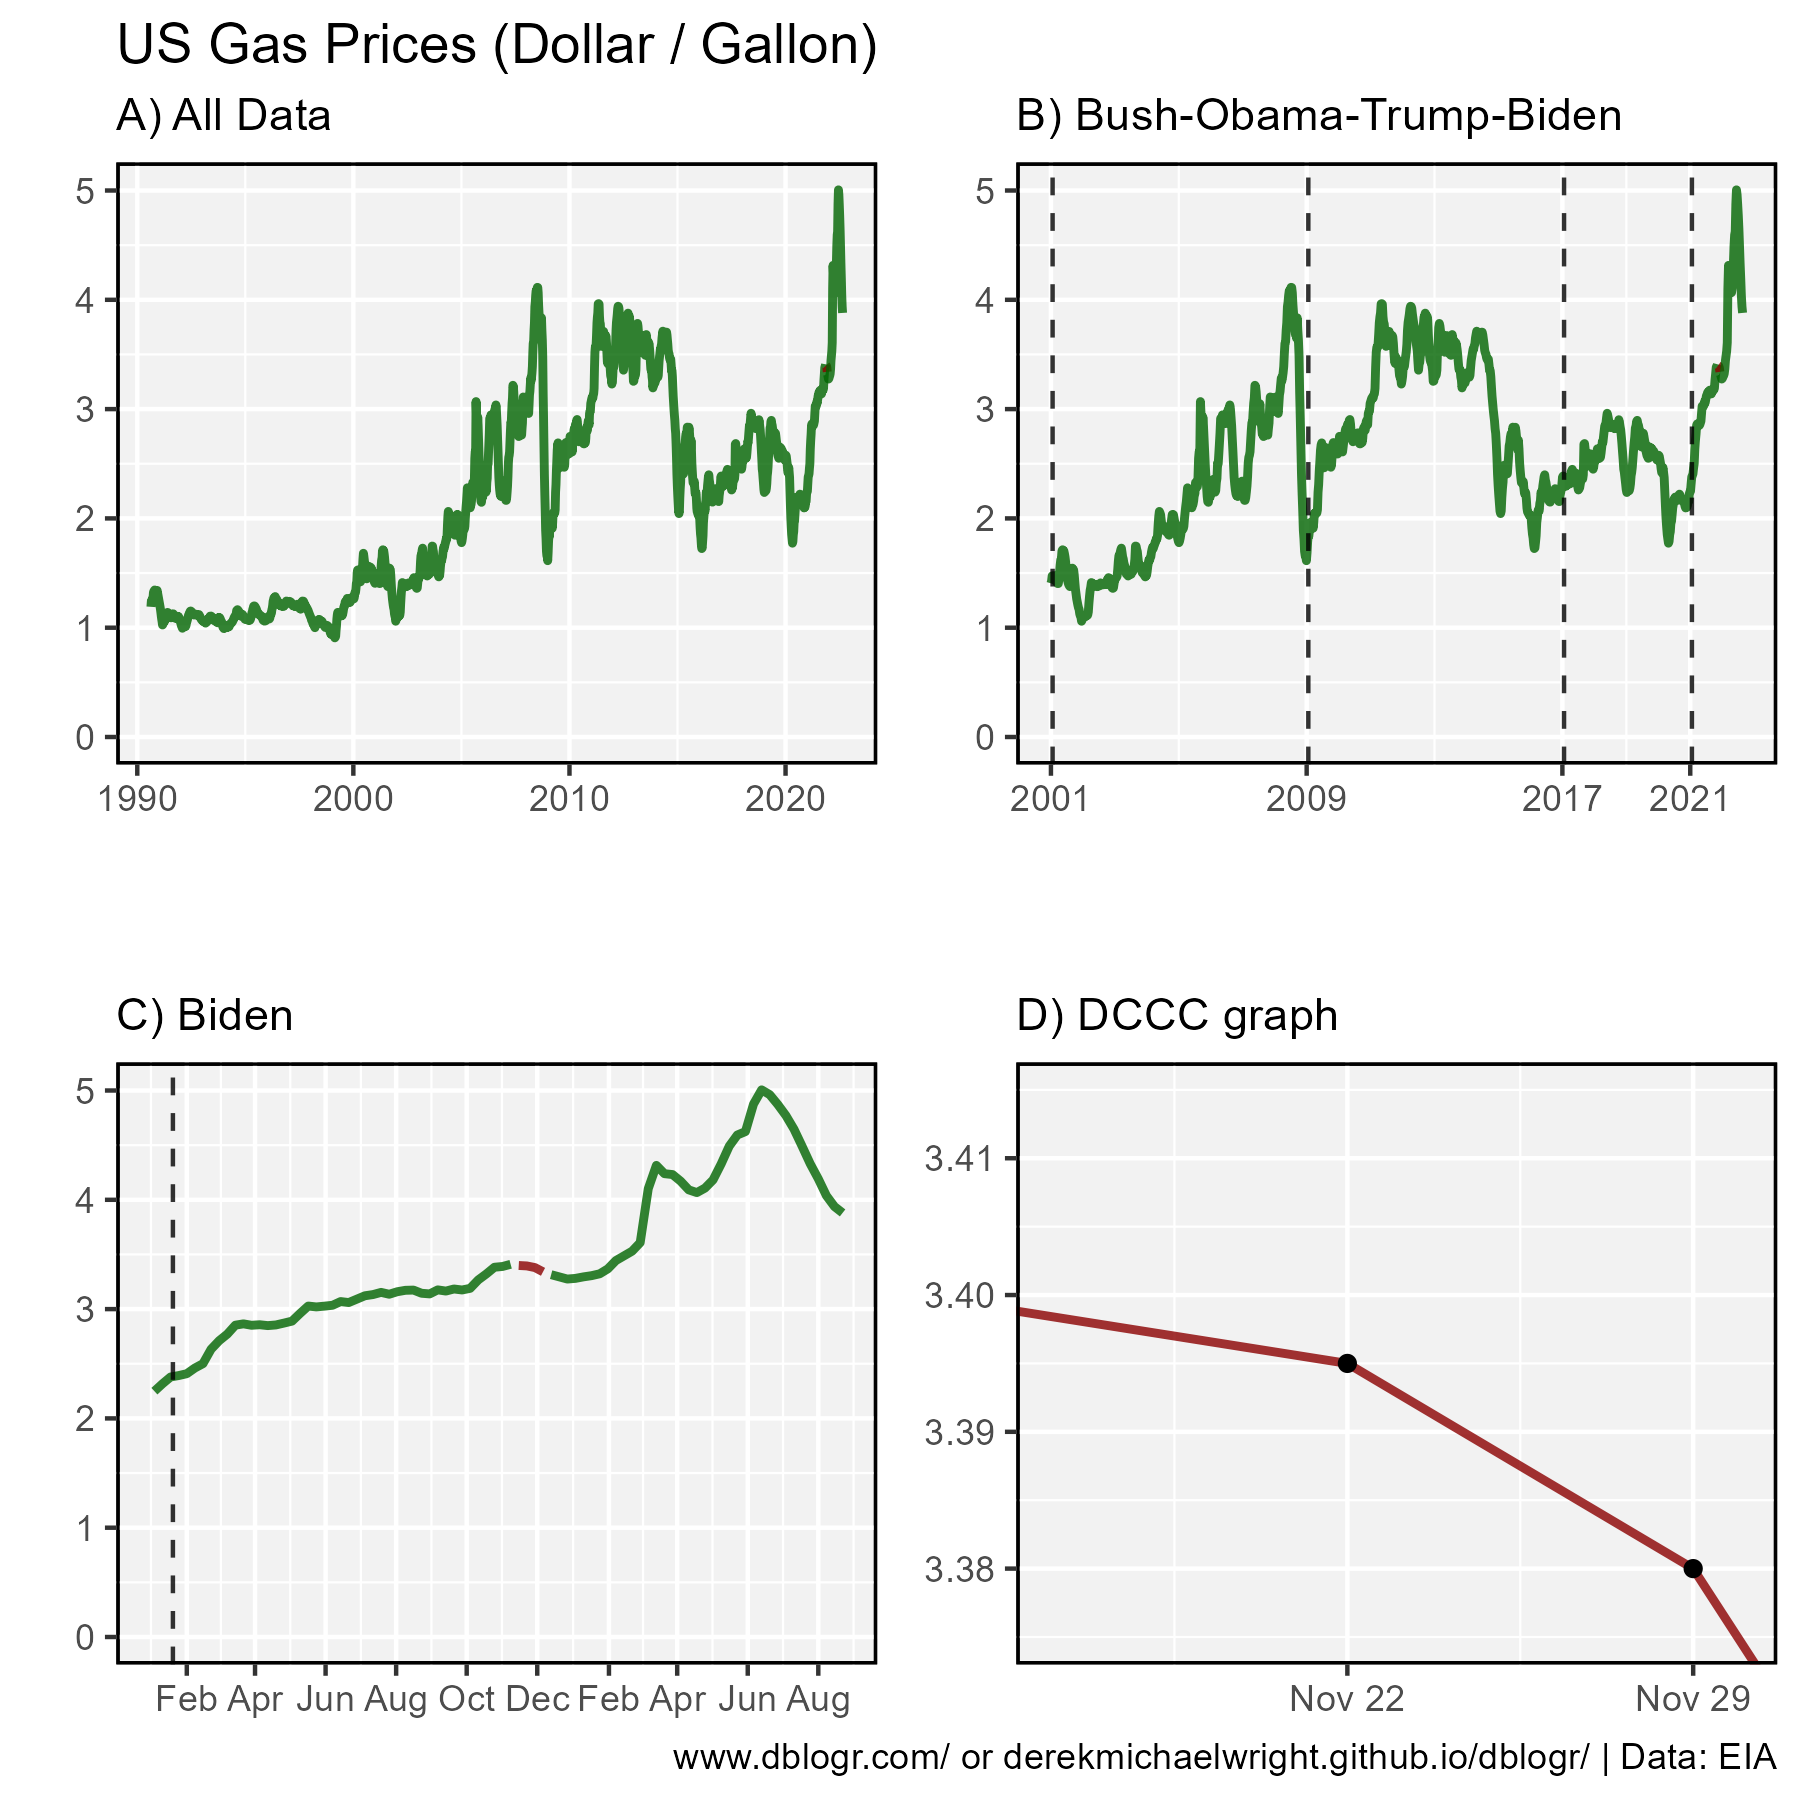 US Gas Prices (Dollar / Gallon)
A) All Data
5
4
3
2
1
0
1990 2000 2010 2020
B) Bush-Obama-Trump-Biden
5
4
3
2
1
0
2001 2009 2017 2021
C) Biden
5
4
3
2
1
0
Feb Apr Jun Aug Oct Dec Feb Apr Jun Aug
D) DCCC graph
3.41
3.40
3.39
3.38
Nov 22 Nov 29
www.dblogr.com/ or derekmichaelwright.github.io/dblogr/ | Data: EIA